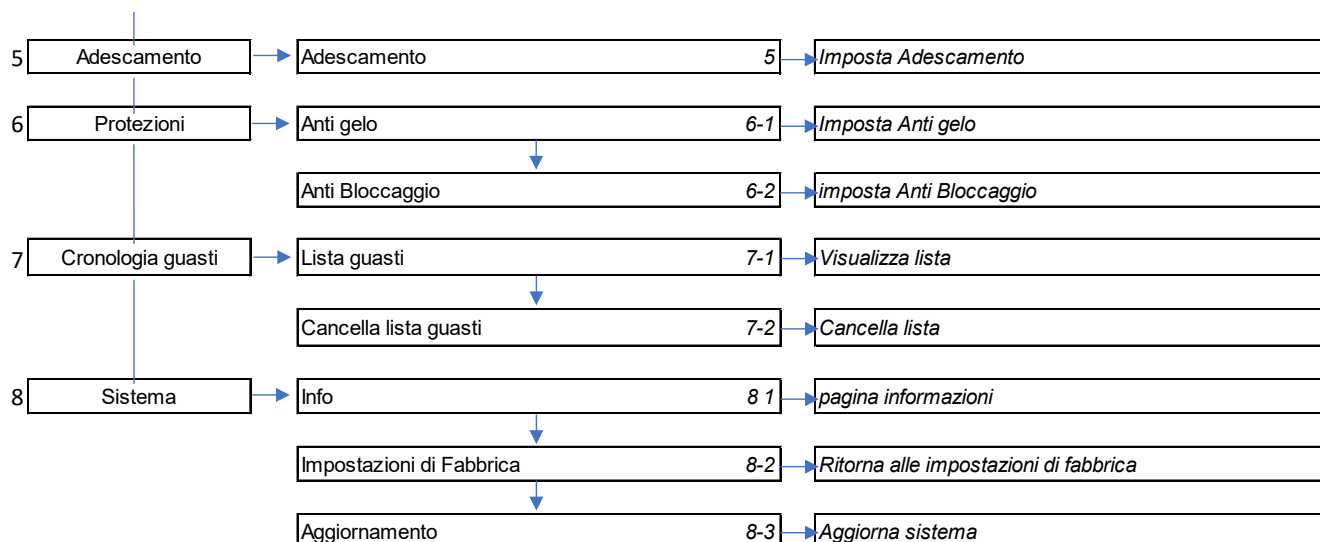 5 Adescamento Adescamento 5 Imposta Adescamento
6 Protezioni Anti gelo 6-1 Imposta Anti gelo
Anti Bloccaggio 6-2 imposta Anti Bloccaggio
7 Cronologia guasti Lista guasti 7-1 Visualizza lista
Cancella lista guasti 7-2 Cancella lista
8 Sistema Info 8 1 pagina informazioni
Impostazioni di Fabbrica 8-2 Ritorna alle impostazioni di fabbrica
Aggiornamento 8-3 Aggiorna sistema